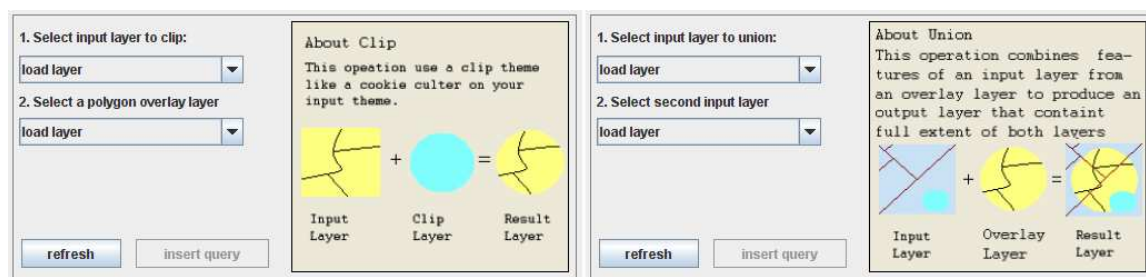 1. Select input layer to clip:
load layer
2. Select a polygon overlay layer
load layer
refresh
insert query
About Clip
This opeation use a clip theme
like a cookie culter on your
input theme.
+
=
Input
Layer
Clip
Layer
Result
Layer
1. Select input layer to union:
load layer
2. Select second input layer
load layer
refresh
insert query
About Union
This operation combines fea-
tures of an input layer from
an overlay layer to produce an
output layer that containt
full extent of both layers
+
=
Input
Layer
Overlay
Layer
Result
Layer